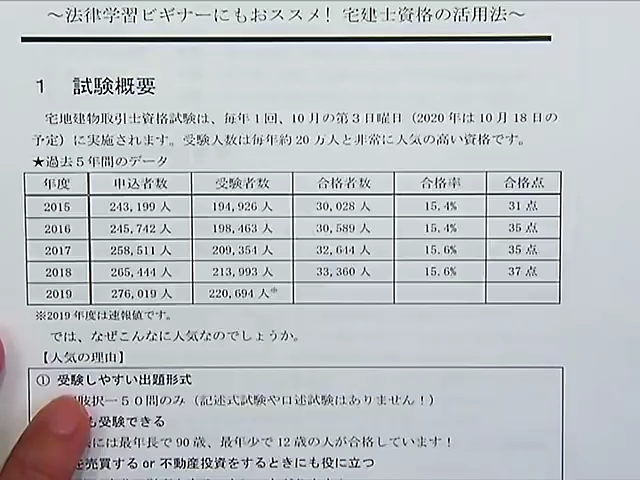 ～法律学習ビギナーにもおススメ！ 宅建士資格の活用法～
1 試験概要
宅地建物取引士資格試験は、毎年1回、10月の第3日曜日（2020年は10月18日の
予定）に実施されます。受験人数は毎年約20万人と非常に人気の高い資格です。
★過去5年間のデータ
年度 申込者数 受験者数 合格者数 合格率 合格点
2015 243,199人 194,926人 30,028人 15.4% 31点
2016 245,742人 198,463人 30,589人 15.4% 35点
2017 258,511人 209,354人 32,644人 15.6% 35点
2018 265,444人 213,993人 33,360人 15.6% 37点
2019 276,019人 220,694人※
※2019年度は速報値です。
では、なぜこんなに人気なのでしょうか。
【人気の理由】
① 受験しやすい出題形式
肢択一50問のみ（記述式試験や口述試験はありません！）
も受験できる
には最年長で90歳、最年少で12歳の人が合格しています！
を売買する or 不動産投資をするときにも役に立つ